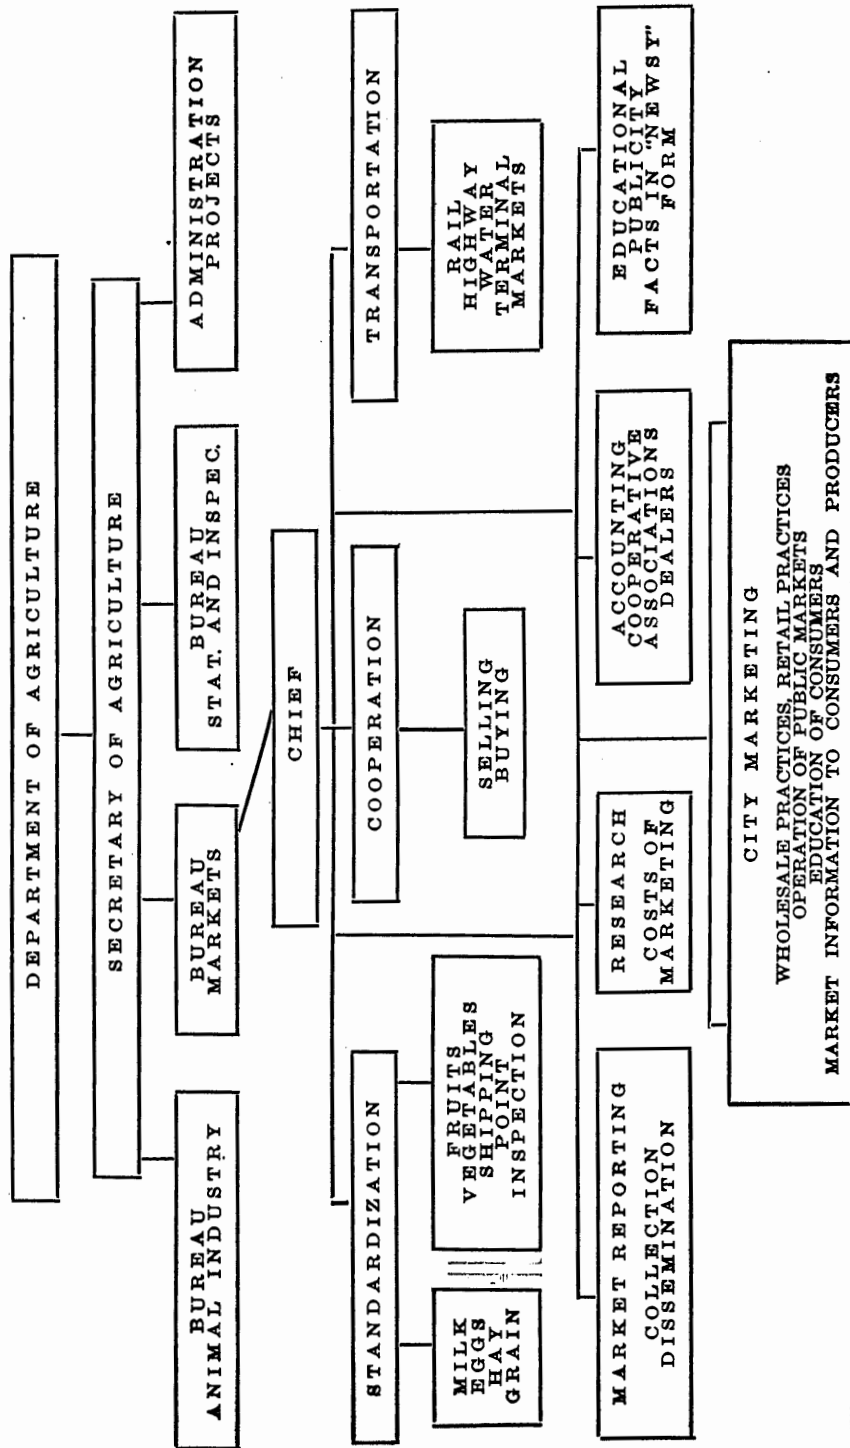 DEPARTMENT OF AGRICULTURE
SECRETARY OF AGRICULTURE
BUREAU
ANIMAL INDUSTRY
BUREAU
MARKETS
BUREAU
STAT. AND INSPEC.
ADMINISTRATION
PROJECTS
CHIEF
STANDARDIZATION
COOPERATION
TRANSPORTATION
MILK
EGGS
HAY
GRAIN
FRUITS
VEGETABLES
SHIPPING
POINT
INSPECTION
SELLING
BUYING
RAIL
HIGHWAY
WATER
TERMINAL
MARKETS
MARKET REPORTING
COLLECTION
DISSEMINATION
RESEARCH
COSTS OF
MARKETING
ACCOUNTING
COOPERATIVE
ASSOCIATIONS
DEALERS
EDUCATIONAL
PUBLICITY
FACTS IN "NEWSY"
FORM
CITY MARKETING
WHOLESALE PRACTICES, RETAIL PRACTICES
OPERATION OF PUBLIC MARKETS
EDUCATION OF CONSUMERS
MARKET INFORMATION TO CONSUMERS AND PRODUCERS